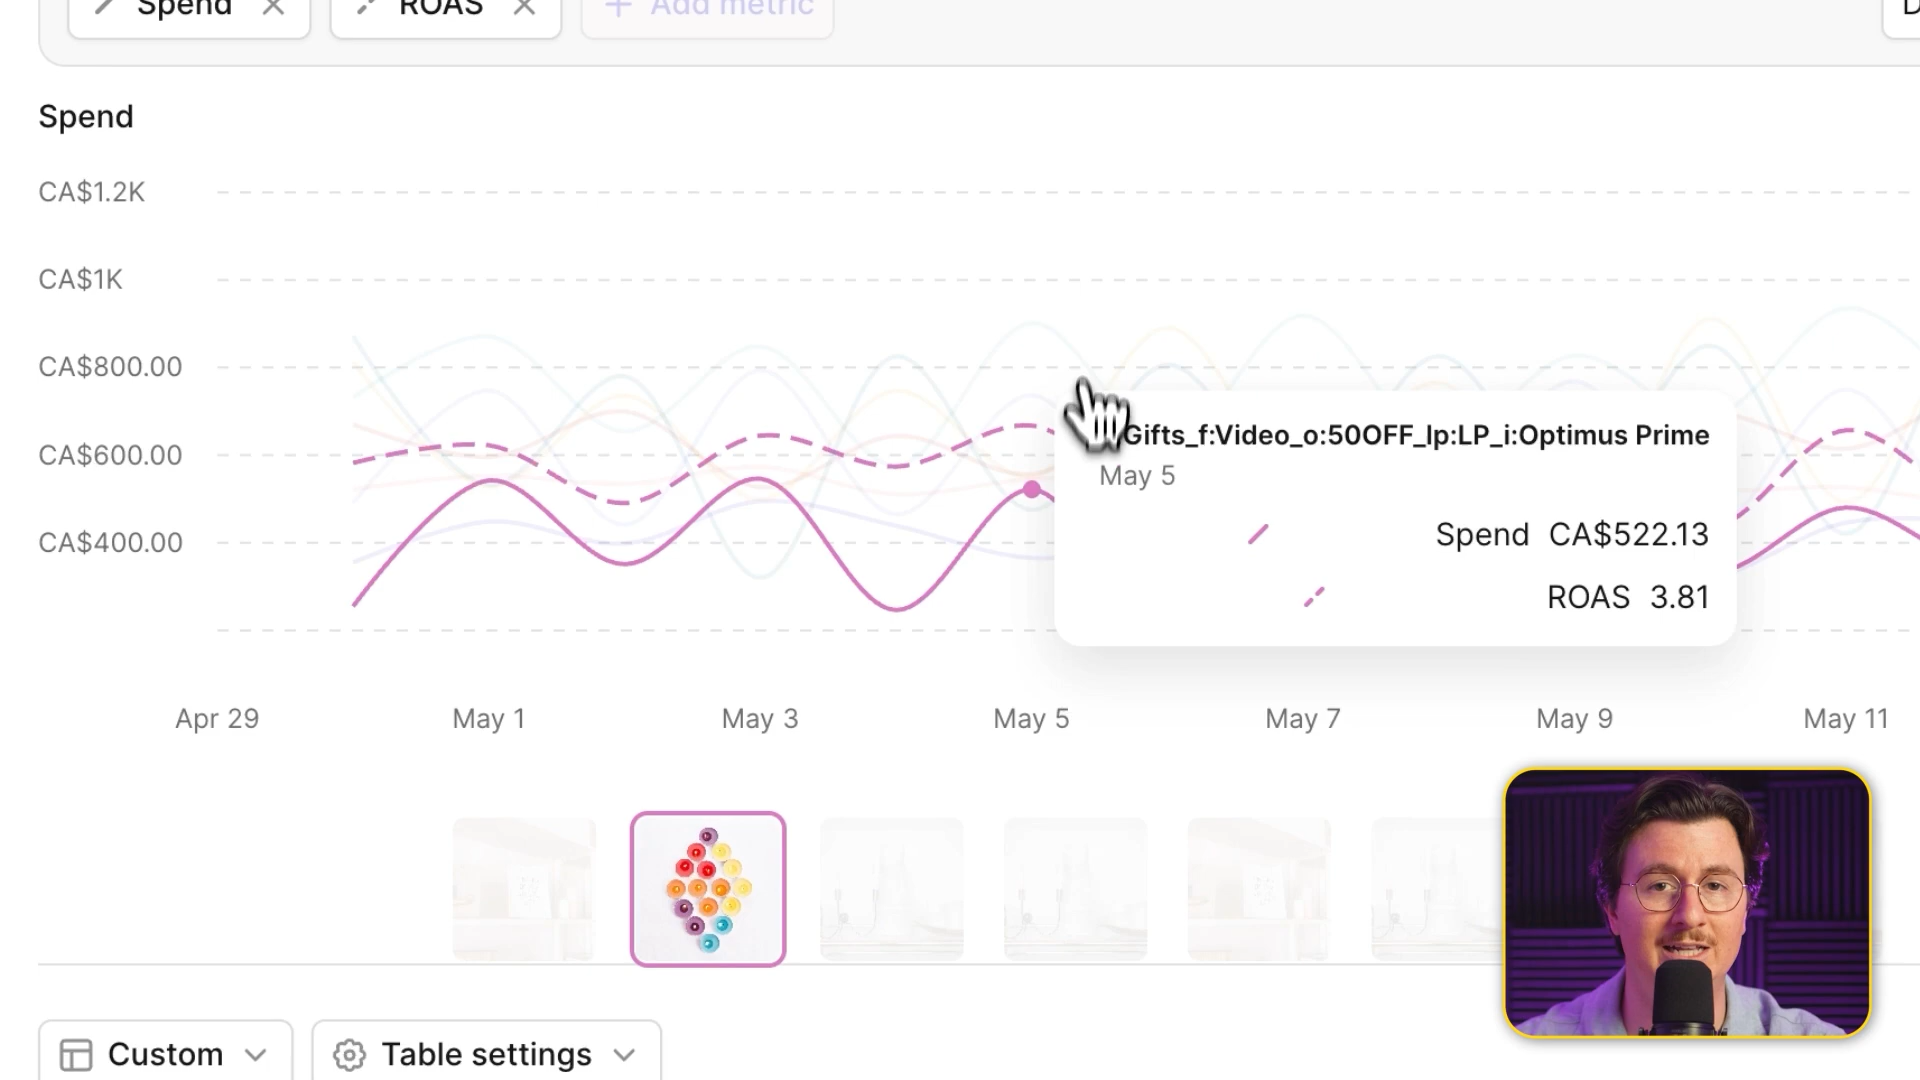 Spend
ROAS
Add metric
Spend
CA$1.2K
CA$1K
CA$800.00
CA$600.00
CA$400.00
Gifts_f:Video_o:50OFF_lp:LP_i:Optimus Prime
May 5
Spend CA$522.13
ROAS 3.81
Apr 29
May 1
May 3
May 5
May 7
May 9
May 11
Custom
Table settings